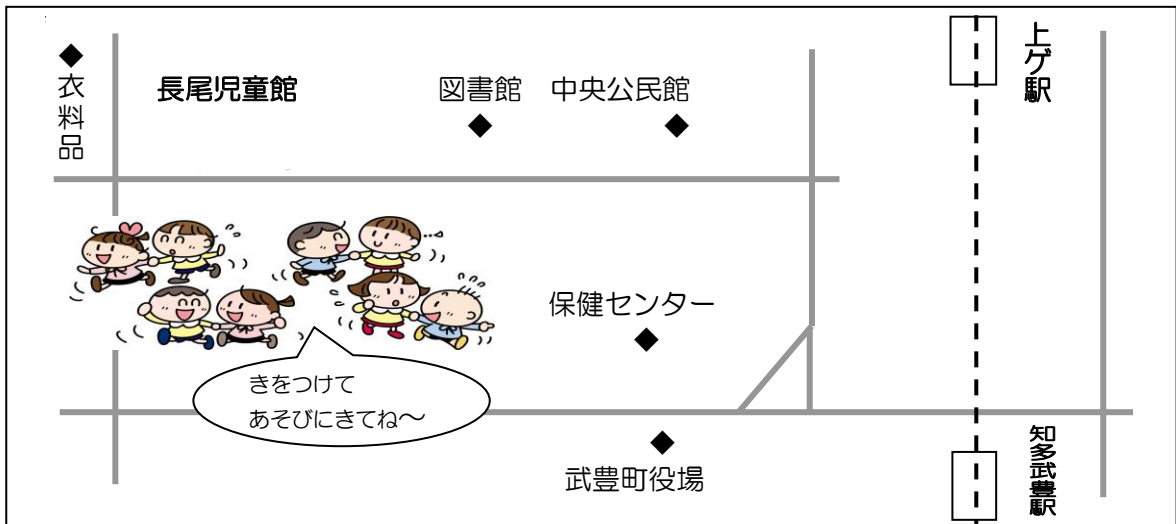 衣料品
長尾児童館
図書館
中央公民館
上ゲ駅
保健センター
きをつけて
あそびにきてね～
武豊町役場
知多武豊駅